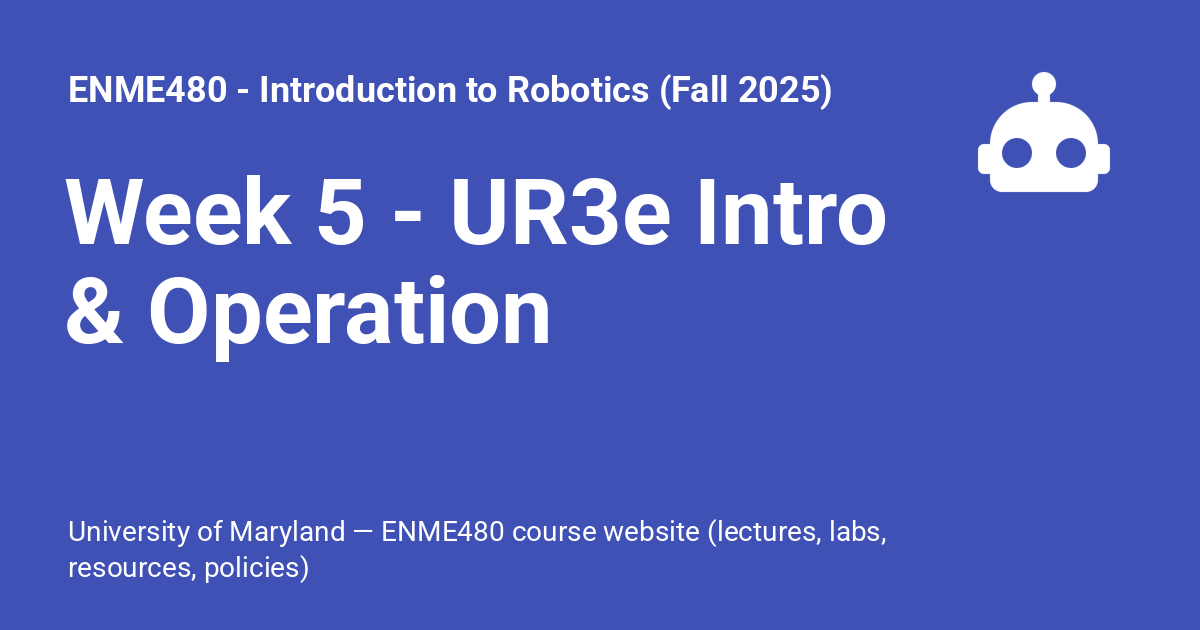 ENME480 - Introduction to Robotics (Fall 2025)
Week 5 - UR3e Intro
& Operation
University of Maryland — ENME480 course website (lectures, labs,
resources, policies)